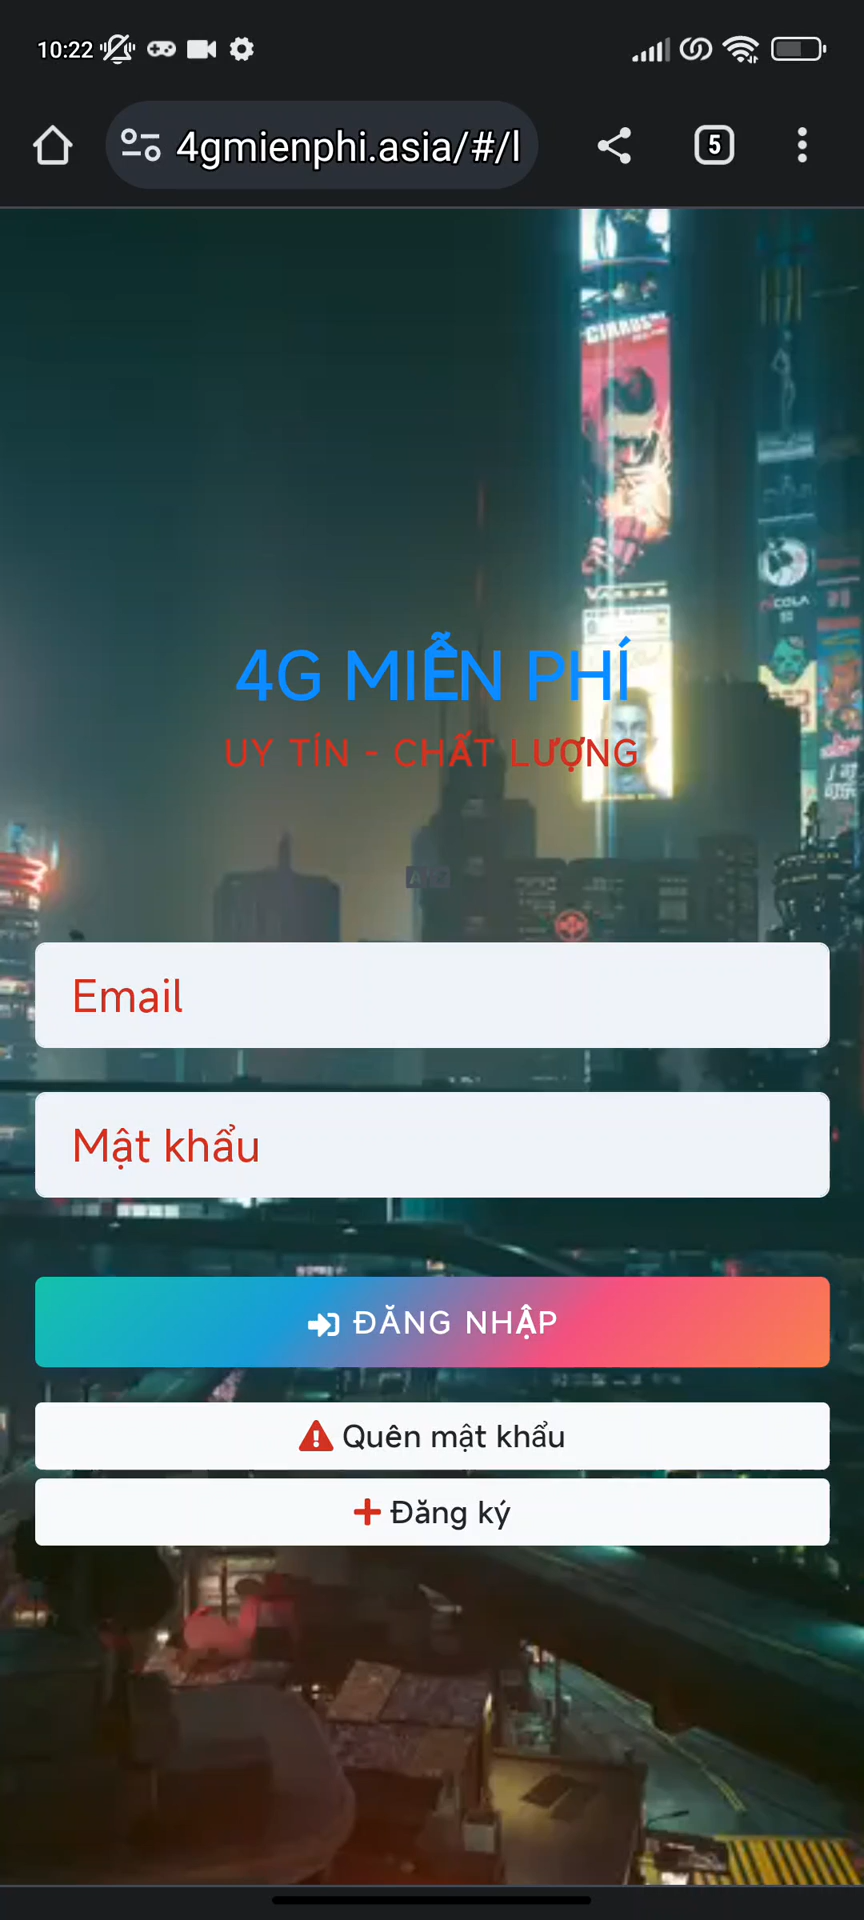 10:22
4gmienphi.asia/#/l
5
CIRRUS
4G MIỄN PHÍ
UY TÍN - CHẤT LƯỢNG
Email
Mật khẩu
ĐĂNG NHẬP
Quên mật khẩu
Đăng ký